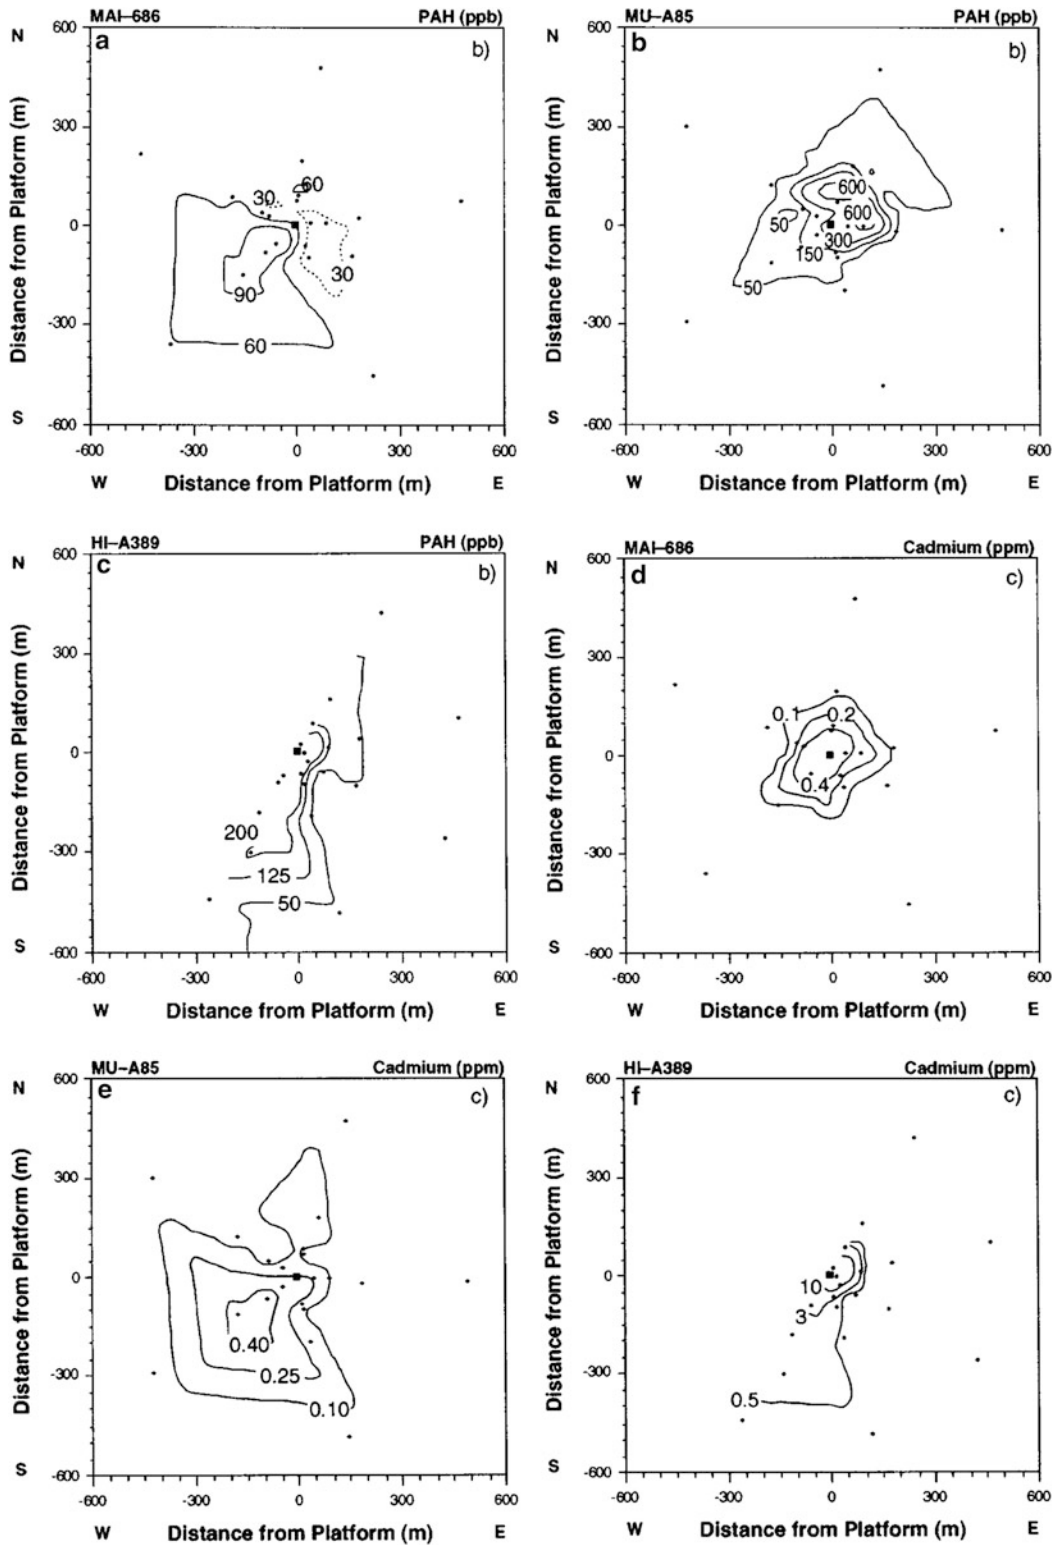 MAI–686 PAH (ppb)
a b)
N
600
300
0
-300
-600
S
Distance from Platform (m)
60
30
30
90
60
-600 -300 0 300 600
W Distance from Platform (m) E
MU–A85 PAH (ppb)
b b)
N
600
300
0
-300
-600
S
Distance from Platform (m)
600
600
50
300
150
50
-600 -300 0 300 600
W Distance from Platform (m) E
HI–A389 PAH (ppb)
c b)
N
600
300
0
-300
-600
S
Distance from Platform (m)
200
125
50
-600 -300 0 300 600
W Distance from Platform (m) E
MAI–686 Cadmium (ppm)
d c)
N
600
300
0
-300
-600
S
Distance from Platform (m)
0.1 0.2
0.4
-600 -300 0 300 600
W Distance from Platform (m) E
MU–A85 Cadmium (ppm)
e c)
N
600
300
0
-300
-600
S
Distance from Platform (m)
0.40
0.25
0.10
-600 -300 0 300 600
W Distance from Platform (m) E
HI–A389 Cadmium (ppm)
f c)
N
600
300
0
-300
-600
S
Distance from Platform (m)
10
3
0.5
-600 -300 0 300 600
W Distance from Platform (m) E